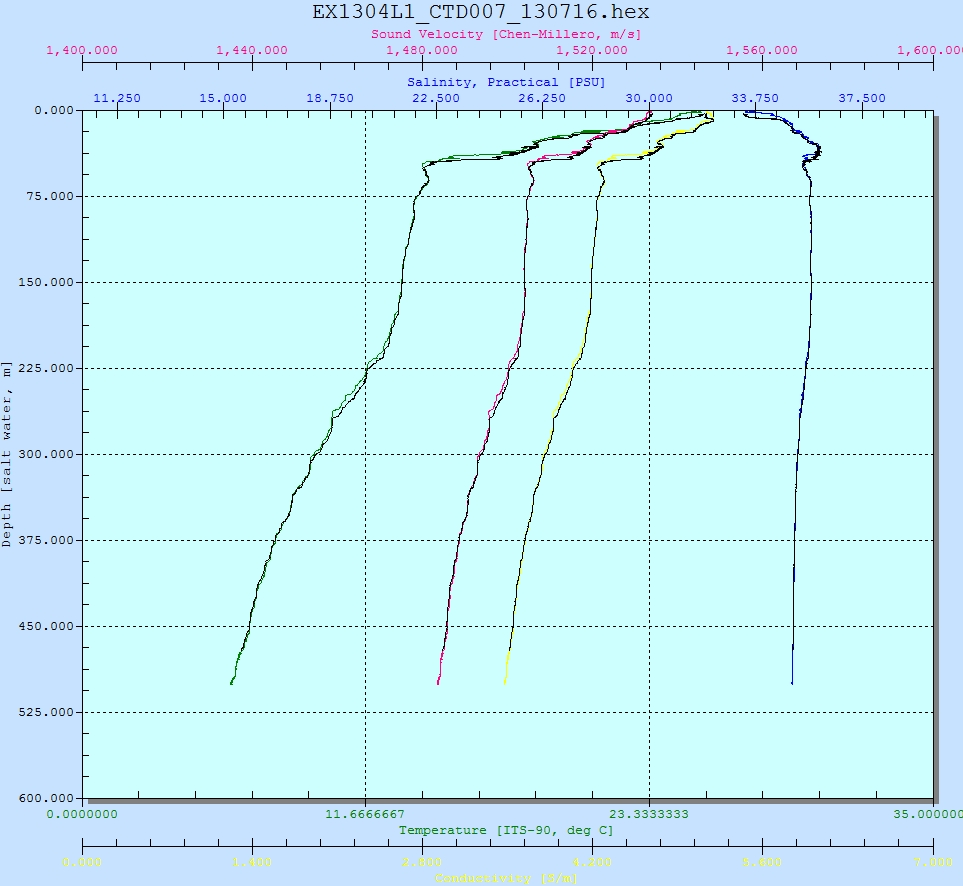 EX1304L1_CTD007_130716.hex
Sound Velocity [Chen-Millero, m/s]
1,400.000 1,440.000 1,480.000 1,520.000 1,560.000 1,600.000
Salinity, Practical [PSU]
11.250 15.000 18.750 22.500 26.250 30.000 33.750 37.500
0.000
75.000
150.000
225.000
300.000
375.000
450.000
525.000
600.000
Depth [salt water, m]
0.0000000 11.6666667 23.3333333 35.0000000
Temperature [ITS-90, deg C]
0.000 1.400 2.800 4.200 5.600 7.000
Conductivity [S/m]